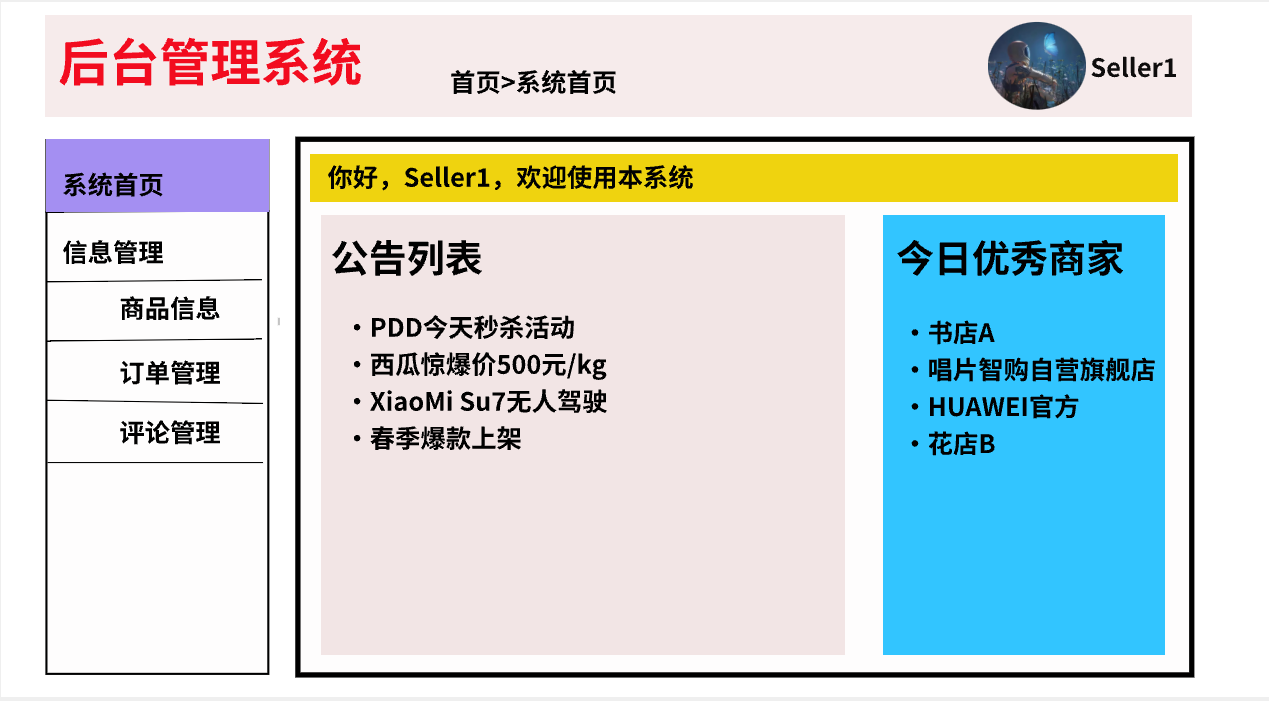 后台管理系统
首页>系统首页
Seller1
系统首页
信息管理
商品信息
订单管理
评论管理
你好，Seller1，欢迎使用本系统
公告列表
• PDD今天秒杀活动
• 西瓜惊爆价500元/kg
• XiaoMi Su7无人驾驶
• 春季爆款上架
今日优秀商家
• 书店A
• 唱片智购自营旗舰店
• HUAWEI官方
• 花店B